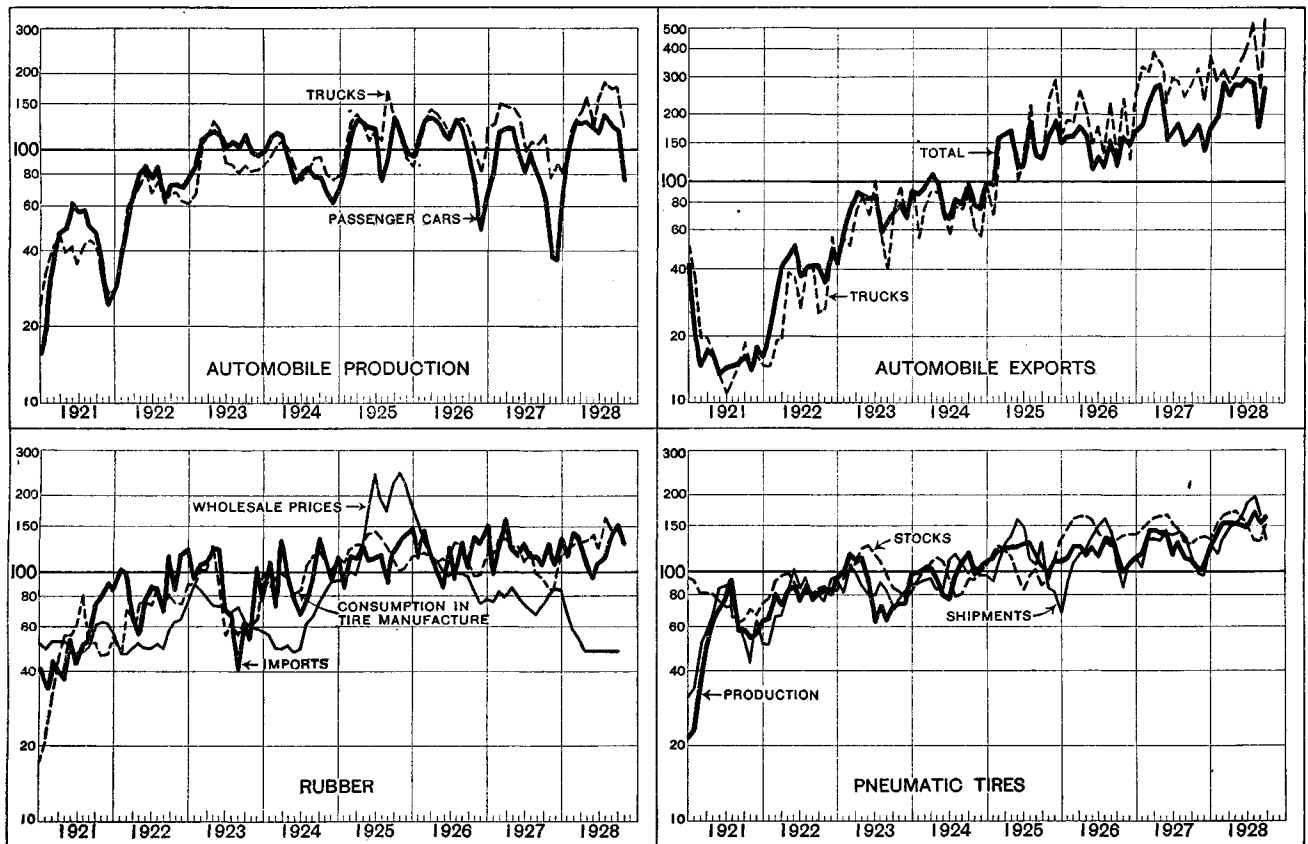 300
200
150
100
80
60
40
20
10
TRUCKS
PASSENGER CARS
AUTOMOBILE PRODUCTION
1921 1922 1923 1924 1925 1926 1927 1928
500
400
300
200
150
100
80
60
40
20
10
TOTAL
TRUCKS
AUTOMOBILE EXPORTS
1921 1922 1923 1924 1925 1926 1927 1928
300
200
150
100
80
60
40
20
10
WHOLESALE PRICES
CONSUMPTION IN
TIRE MANUFACTURE
IMPORTS
RUBBER
1921 1922 1923 1924 1925 1926 1927 1928
300
200
150
100
80
60
40
20
10
STOCKS
SHIPMENTS
PRODUCTION
PNEUMATIC TIRES
1921 1922 1923 1924 1925 1926 1927 1928